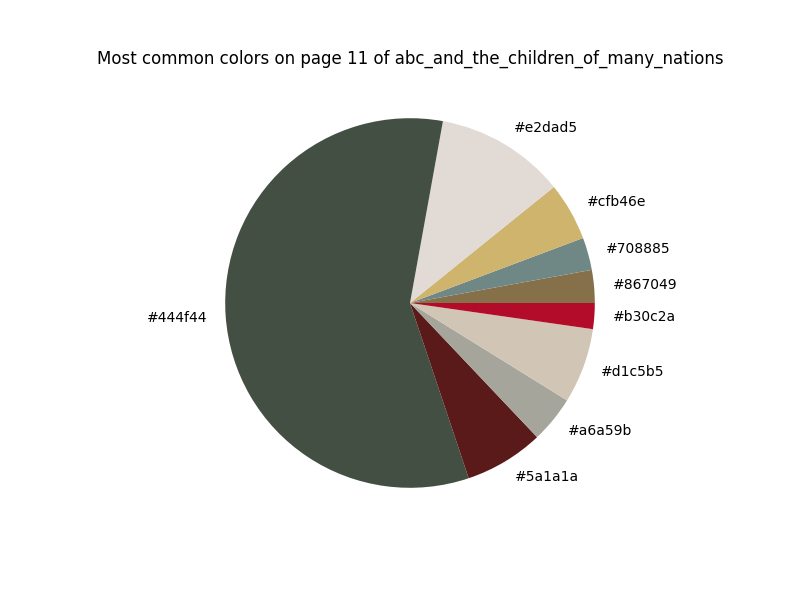 Most common colors on page 11 of abc_and_the_children_of_many_nations
#e2dad5
#cfb46e
#708885
#867049
#444f44
#b30c2a
#d1c5b5
#a6a59b
#5a1a1a